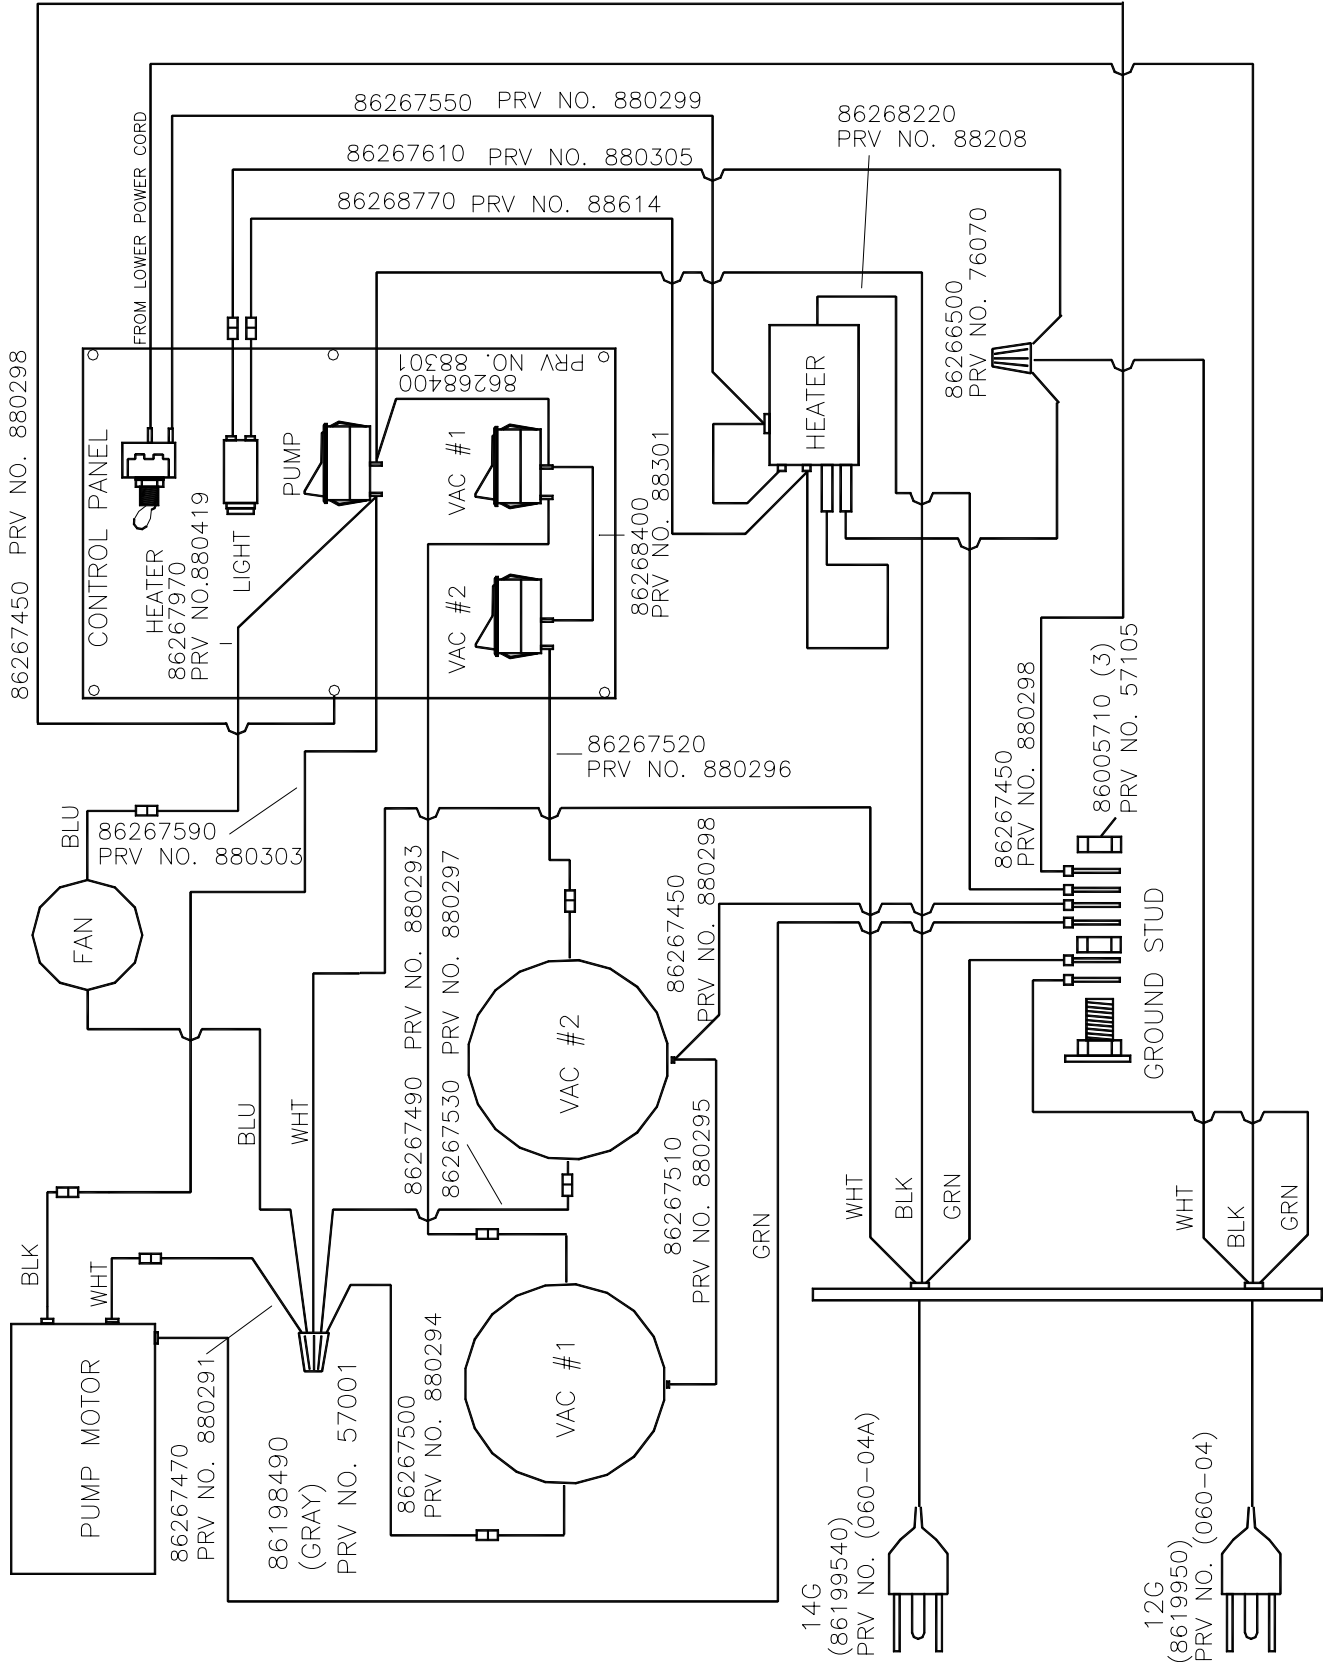 86267450 PRV NO. 880298
FROM LOWER POWER CORD
86267550 PRV NO. 880299
86267610 PRV NO. 880305
86268770 PRV NO. 88614
86268220
PRV NO. 88208
86266500
PRV NO. 76070
CONTROL PANEL
HEATER
86267970
PRV NO.880419
LIGHT
PUMP
86268400
PRV NO. 88301
VAC #1
VAC #2
86268400
PRV NO. 88301
HEATER
86267520
PRV NO. 880296
BLU
86267590
PRV NO. 880303
FAN
86267490 PRV NO. 880293
86267530 PRV NO. 880297
86267450
PRV NO. 880298
86267450
PRV NO. 880298
86005710 (3)
PRV NO. 57105
GROUND STUD
VAC #2
BLU
WHT
86267510
PRV NO. 880295
GRN
WHT
BLK
GRN
WHT
BLK
GRN
BLK
WHT
PUMP MOTOR
86267470
PRV NO. 880291
86198490
(GRAY)
PRV NO. 57001
86267500
PRV NO. 880294
VAC #1
14G
(86199540)
PRV NO. (060-04A)
12G
(8619950)
PRV NO. (060-04)